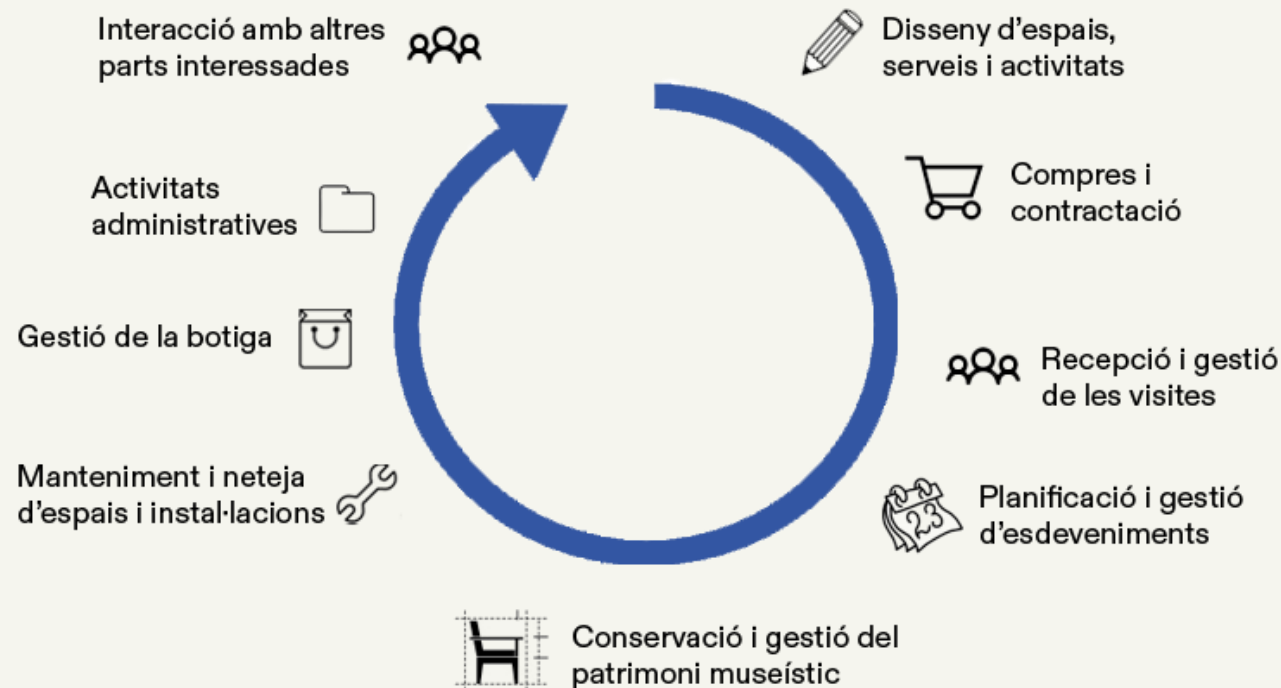 Interacció amb altres
parts interessades
Disseny d'espais,
serveis i activitats
Compres i
contractació
Recepció i gestió
de les visites
23
Planificació i gestió
d'esdeveniments
Conservació i gestió del
patrimoni museístic
Manteniment i neteja
d'espais i instal·lacions
Gestió de la botiga
Activitats
administratives